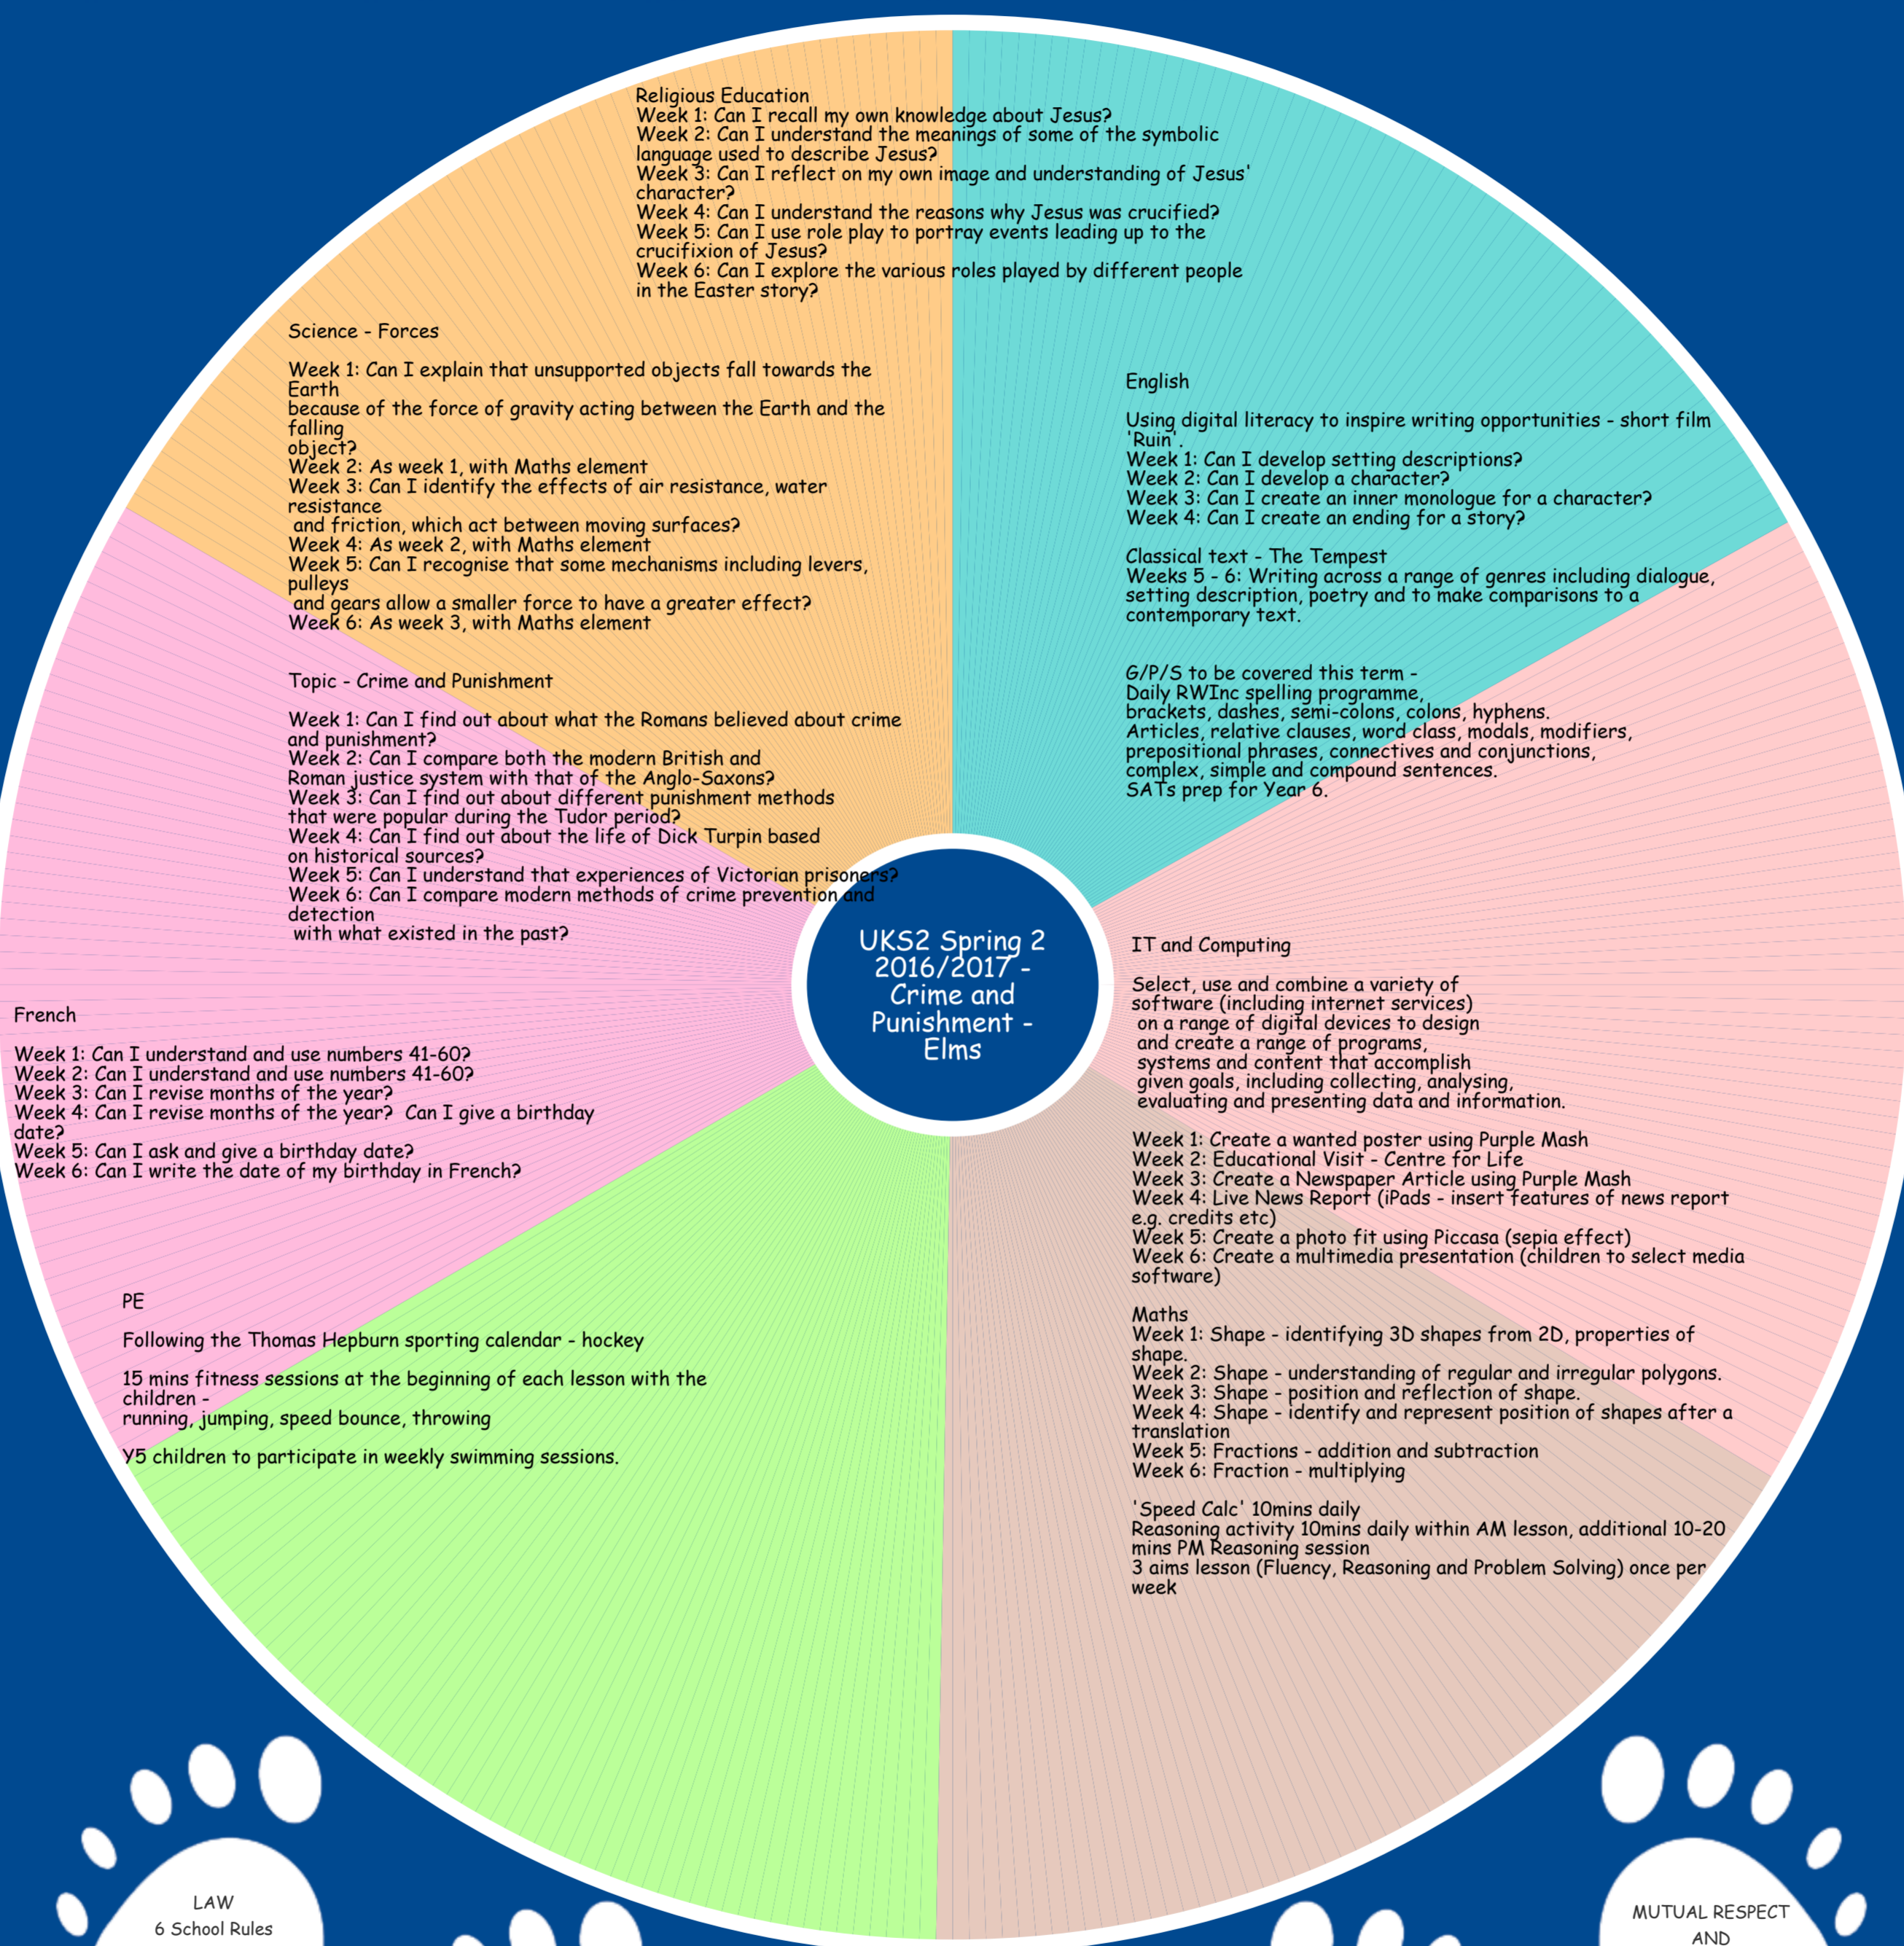 Religious Education
Week 1: Can I recall my own knowledge about Jesus?
Week 2: Can I understand the meanings of some of the symbolic
language used to describe Jesus?
Week 3: Can I reflect on my own image and understanding of Jesus'
character?
Week 4: Can I understand the reasons why Jesus was crucified?
Week 5: Can I use role play to portray events leading up to the
crucifixion of Jesus?
Week 6: Can I explore the various roles played by different people
in the Easter story?
Science - Forces
Week 1: Can I explain that unsupported objects fall towards the
Earth
because of the force of gravity acting between the Earth and the
falling
object?
Week 2: As week 1, with Maths element
Week 3: Can I identify the effects of air resistance, water
resistance
and friction, which act between moving surfaces?
Week 4: As week 2, with Maths element
Week 5: Can I recognise that some mechanisms including levers,
pulleys
and gears allow a smaller force to have a greater effect?
Week 6: As week 3, with Maths element
English
Using digital literacy to inspire writing opportunities - short film
'Ruin'.
Week 1: Can I develop setting descriptions?
Week 2: Can I develop a character?
Week 3: Can I create an inner monologue for a character?
Week 4: Can I create an ending for a story?
Classical text - The Tempest
Weeks 5 - 6: Writing across a range of genres including dialogue,
setting description, poetry and to make comparisons to a
contemporary text.
G/P/S to be covered this term -
Daily RWInc spelling programme,
brackets, dashes, semi-colons, colons, hyphens.
Articles, relative clauses, word class, modals, modifiers,
prepositional phrases, connectives and conjunctions,
complex, simple and compound sentences.
SATs prep for Year 6.
Topic - Crime and Punishment
Week 1: Can I find out about what the Romans believed about crime
and punishment?
Week 2: Can I compare both the modern British and
Roman justice system with that of the Anglo-Saxons?
Week 3: Can I find out about different punishment methods
that were popular during the Tudor period?
Week 4: Can I find out about the life of Dick Turpin based
on historical sources?
Week 5: Can I understand that experiences of Victorian prisoners?
Week 6: Can I compare modern methods of crime prevention and
detection
with what existed in the past?
UKS2 Spring 2
2016/2017 -
Crime and
Punishment -
Elms
IT and Computing
Select, use and combine a variety of
software (including internet services)
on a range of digital devices to design
and create a range of programs,
systems and content that accomplish
given goals, including collecting, analysing,
evaluating and presenting data and information.
Week 1: Create a wanted poster using Purple Mash
Week 2: Educational Visit - Centre for Life
Week 3: Create a Newspaper Article using Purple Mash
Week 4: Live News Report (iPads - insert features of news report
e.g. credits etc)
Week 5: Create a photo fit using Piccasa (sepia effect)
Week 6: Create a multimedia presentation (children to select media
software)
French
Week 1: Can I understand and use numbers 41-60?
Week 2: Can I understand and use numbers 41-60?
Week 3: Can I revise months of the year?
Week 4: Can I revise months of the year?  Can I give a birthday
date?
Week 5: Can I ask and give a birthday date?
Week 6: Can I write the date of my birthday in French?
PE
Following the Thomas Hepburn sporting calendar - hockey
15 mins fitness sessions at the beginning of each lesson with the
children -
running, jumping, speed bounce, throwing
Y5 children to participate in weekly swimming sessions.
Maths
Week 1: Shape - identifying 3D shapes from 2D, properties of
shape.
Week 2: Shape - understanding of regular and irregular polygons.
Week 3: Shape - position and reflection of shape.
Week 4: Shape - identify and represent position of shapes after a
translation
Week 5: Fractions - addition and subtraction
Week 6: Fraction - multiplying
'Speed Calc' 10mins daily
Reasoning activity 10mins daily within AM lesson, additional 10-20
mins PM Reasoning session
3 aims lesson (Fluency, Reasoning and Problem Solving) once per
week
LAW
6 School Rules
MUTUAL RESPECT
AND